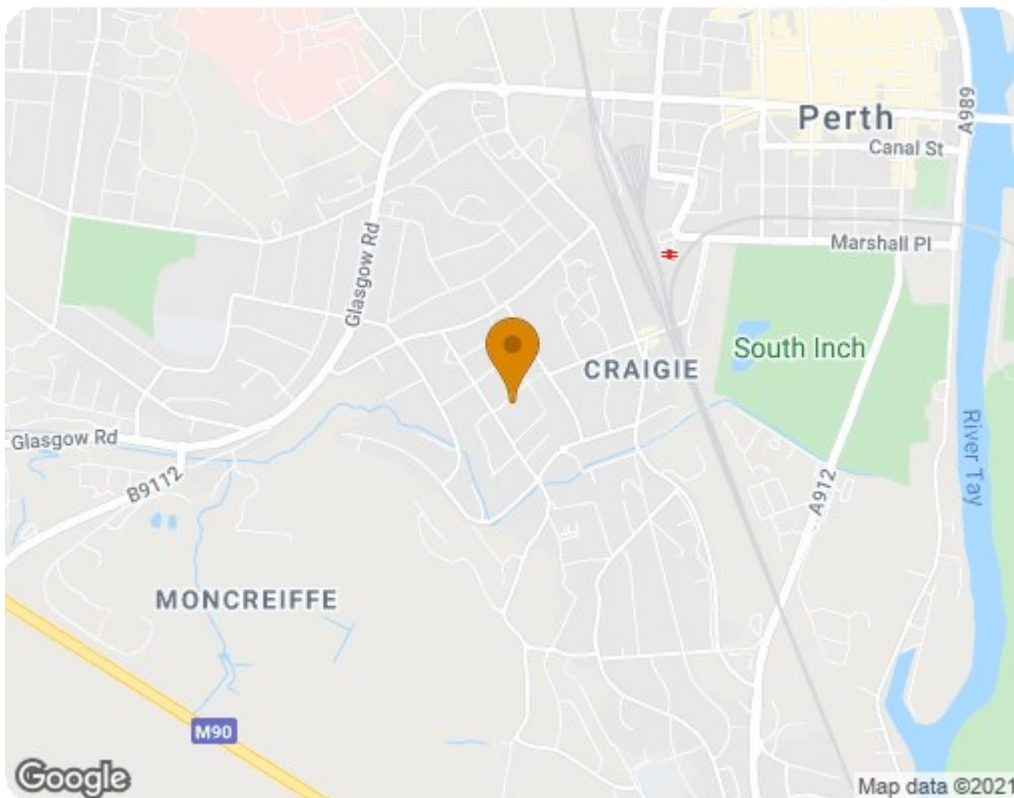 Perth
A989
Canal St
Marshall Pl
Glasgow Rd
South Inch
CRAIGIE
Glasgow Rd
River Tay
B9112
A912
MONCREIFFE
M90
Google
Map data ©2021